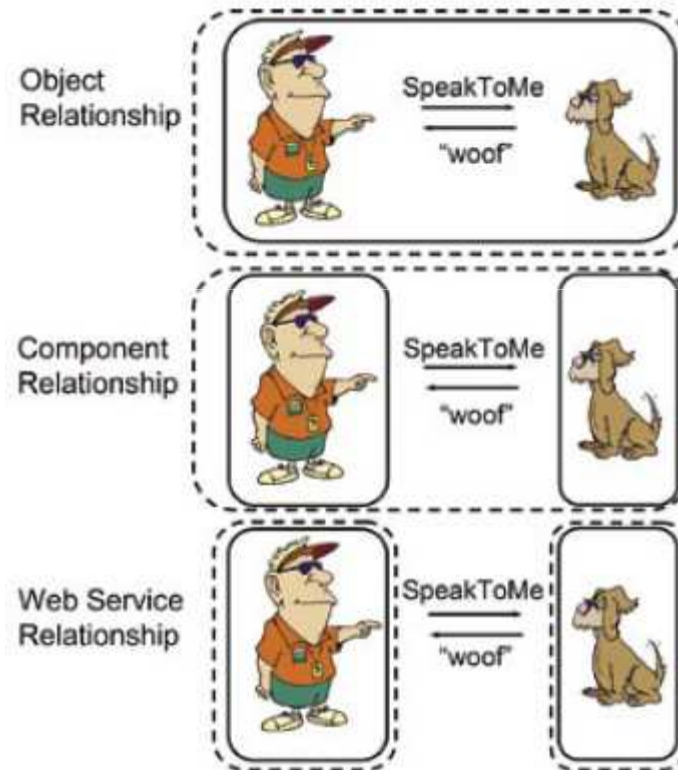 Object
Relationship
SpeakToMe
“woof”
Component
Relationship
SpeakToMe
“woof”
Web Service
Relationship
SpeakToMe
“woof”